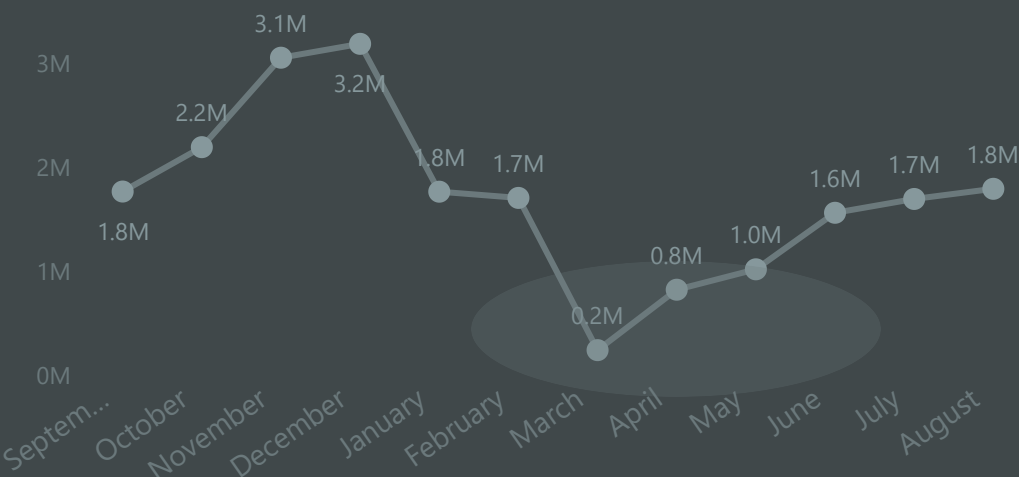 3.1M
3M
3.2M
2.2M
2M
1.8M
1.7M
1.6M
1.7M
1.8M
1.8M
1.0M
0.8M
1M
0.2M
0M
Septem...
October
November
December
January
February
March
April
May
June
July
August